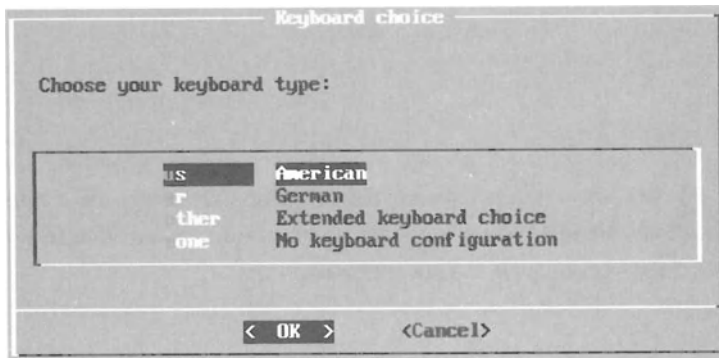 Keyboard choice
Choose your keyboard type:
us American
r German
ther Extended keyboard choice
one No keyboard configuration
< OK > <Cancel>